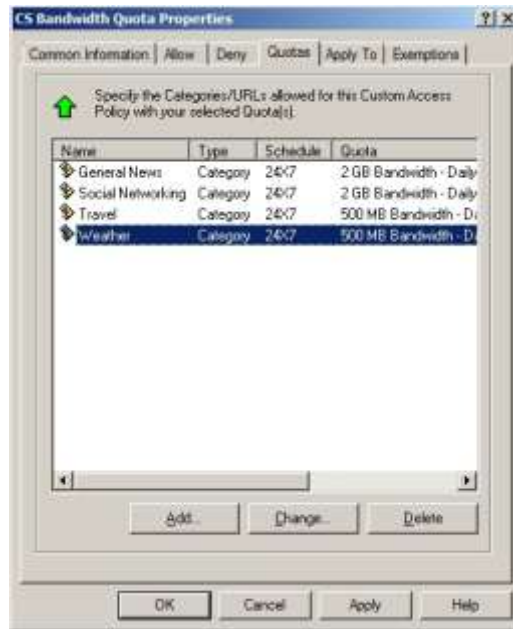 CS Bandwidth Quota Properties
Common Information Allow Deny Quotas Apply To Exemptions
Specify the Categories/URLs allowed for this Custom Access
Policy with your selected Quota(s).
Name Type Schedule Quota
General News Category 24X7 2 GB Bandwidth - Daily
Social Networking Category 24X7 2 GB Bandwidth - Daily
Travel Category 24X7 500 MB Bandwidth - Da
Weather Category 24X7 500 MB Bandwidth - D
Add... Change... Delete
OK Cancel Apply Help